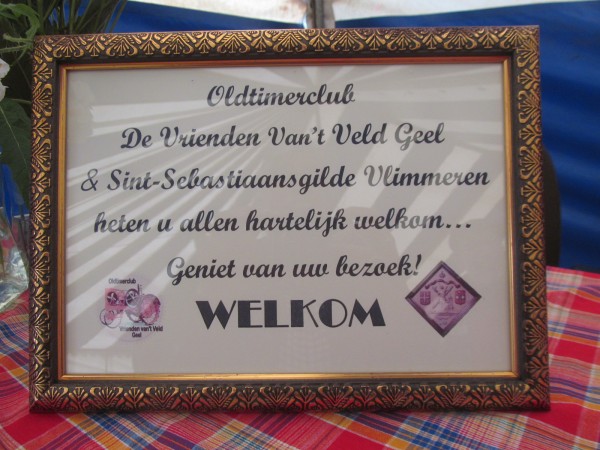 Oldtimerclub
De Vrienden Van't Veld Geel
& Sint-Sebastiaansgilde Vlimmeren
heten u allen hartelijk welkom...
Geniet van uw bezoek!
WELKOM
Oldtimerclub
Vrienden van't Veld
Geel